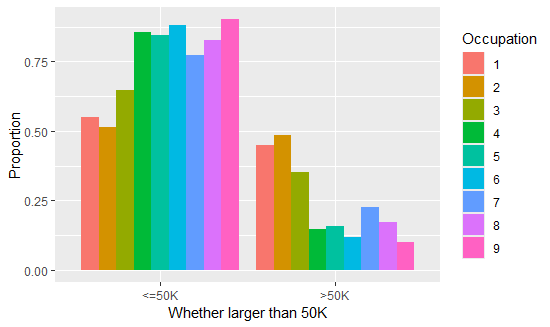 Proportion
0.75
0.50
0.25
0.00
<=50K
>50K
Whether larger than 50K
Occupation
1
2
3
4
5
6
7
8
9